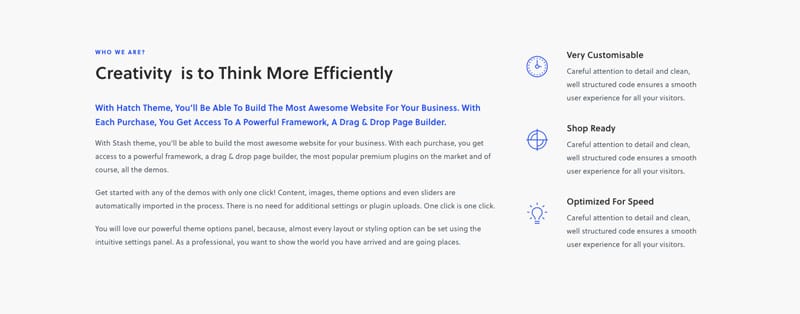 WHO WE ARE?
Creativity  is to Think More Efficiently
With Hatch Theme, You'll Be Able To Build The Most Awesome Website For Your Business. With
Each Purchase, You Get Access To A Powerful Framework, A Drag & Drop Page Builder.
With Stash theme, you'll be able to build the most awesome website for your business. With each purchase, you get
access to a powerful framework, a drag & drop page builder, the most popular premium plugins on the market and of
course, all the demos.
Get started with any of the demos with only one click! Content, images, theme options and even sliders are
automatically imported in the process. There is no need for additional settings or plugin uploads. One click is one click.
You will love our powerful theme options panel, because, almost every layout or styling option can be set using the
intuitive settings panel. As a professional, you want to show the world you have arrived and are going places.
Very Customisable
Careful attention to detail and clean,
well structured code ensures a smooth
user experience for all your visitors.
Shop Ready
Careful attention to detail and clean,
well structured code ensures a smooth
user experience for all your visitors.
Optimized For Speed
Careful attention to detail and clean,
well structured code ensures a smooth
user experience for all your visitors.